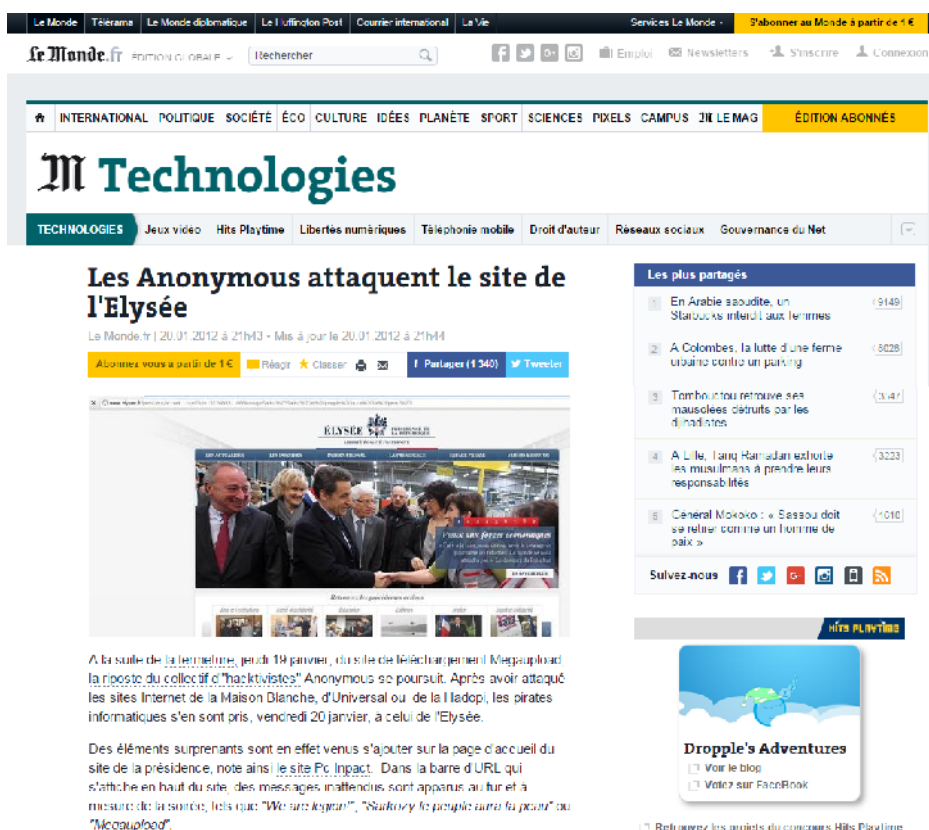 Le Monde Télérama Le Monde diplomatique Le Huffington Post Courrier international La Vie Services Le Monde S'abonner au Monde à partir de 1 €
Le Monde.fr ÉDITION GLOBALE Rechercher Emploi Newsletters S'inscrire Connexion
INTERNATIONAL POLITIQUE SOCIÉTÉ ÉCO CULTURE IDÉES PLANÈTE SPORT SCIENCES PIXELS CAMPUS M LE MAG ÉDITION ABONNÉS
M Technologies
TECHNOLOGIES Jeux vidéo Hits Playtime Libertés numériques Téléphonie mobile Droit d'auteur Réseaux sociaux Gouvernance du Net
Les Anonymous attaquent le site de
l'Elysée
Le Monde.fr | 20.01.2012 à 21h43 • Mis à jour le 20.01.2012 à 21h44
Abonnez vous à partir de 1 € Réagir Classer Partager (1 340) Tweeter
ÉLYSÉE PRÉSIDENCE DE LA RÉPUBLIQUE
A la suite de la fermeture, jeudi 19 janvier, du site de téléchargement Megaupload
la riposte du collectif d'"hacktivistes" Anonymous se poursuit. Après avoir attaqué
les sites Internet de la Maison Blanche, d'Universal ou de la Hadopi, les pirates
informatiques s'en sont pris, vendredi 20 janvier, à celui de l'Elysée.
Des éléments surprenants sont en effet venus s'ajouter sur la page d'accueil du
site de la présidence, note ainsi le site Pc Inpact. Dans la barre d'URL qui
s'affiche en haut du site, des messages inattendus sont apparus au fur et à
mesure de la soirée, tels que "We are legion!", "Sarkozy le peuple aura ta peau" ou
"Megaupload".
Les plus partagés
1 En Arabie saoudite, un 9149
Starbucks interdit aux femmes
2 A Colombes, la lutte d'une ferme
urbaine contre un parking
3 Tombouctou retrouve ses
mausolées détruits par les
djihadistes
4 A Lille, Tariq Ramadan exhorte 3223
les musulmans à prendre leurs
responsabilités
5 Général Mokoko : « Sassou doit
se retirer comme un homme de
paix »
Suivez-nous
HITS PLAYTIME
Dropple's Adventures
Voir le blog
Votez sur FaceBook
Retrouvez les projets du concours Hits Playtime